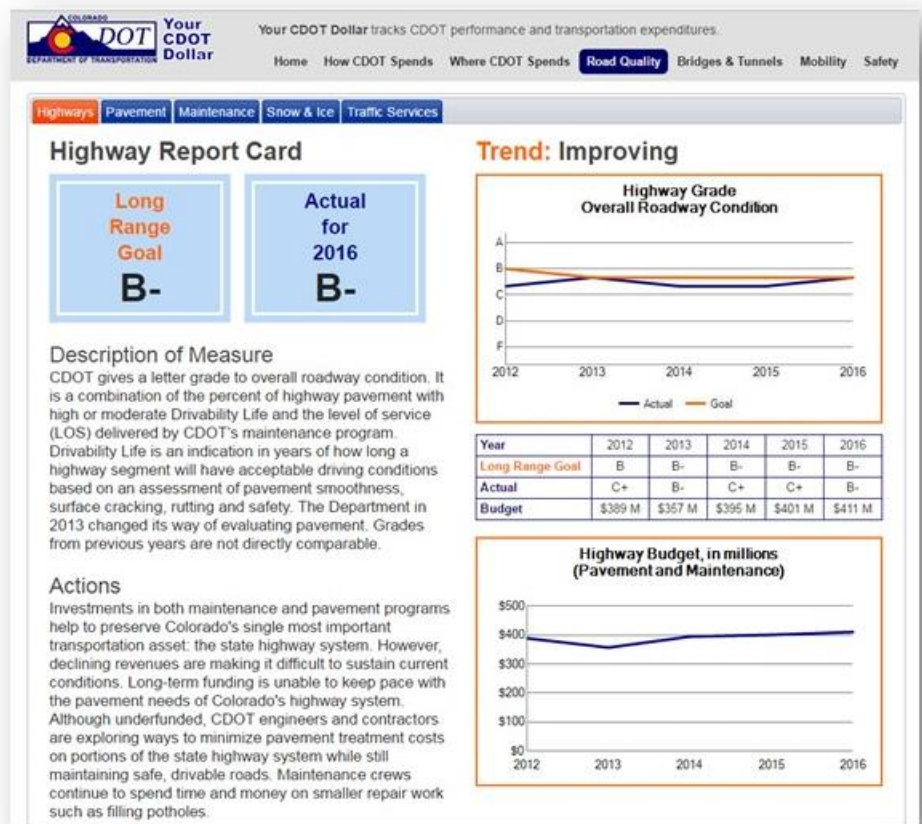 COLORADO
DOT
DEPARTMENT OF TRANSPORTATION
Your
CDOT
Dollar
Your CDOT Dollar tracks CDOT performance and transportation expenditures.
Home How CDOT Spends Where CDOT Spends Road Quality Bridges & Tunnels Mobility Safety
Highways Pavement Maintenance Snow & Ice Traffic Services
Highway Report Card
Long
Range
Goal
B-
Actual
for
2016
B-
Description of Measure
CDOT gives a letter grade to overall roadway condition. It
is a combination of the percent of highway pavement with
high or moderate Drivability Life and the level of service
(LOS) delivered by CDOT's maintenance program.
Drivability Life is an indication in years of how long a
highway segment will have acceptable driving conditions
based on an assessment of pavement smoothness,
surface cracking, rutting and safety. The Department in
2013 changed its way of evaluating pavement. Grades
from previous years are not directly comparable.
Actions
Investments in both maintenance and pavement programs
help to preserve Colorado's single most important
transportation asset: the state highway system. However,
declining revenues are making it difficult to sustain current
conditions. Long-term funding is unable to keep pace with
the pavement needs of Colorado's highway system.
Although underfunded, CDOT engineers and contractors
are exploring ways to minimize pavement treatment costs
on portions of the state highway system while still
maintaining safe, drivable roads. Maintenance crews
continue to spend time and money on smaller repair work
such as filling potholes.
Trend: Improving
Highway Grade
Overall Roadway Condition
A
B
C
D
F
2012 2013 2014 2015 2016
Actual Goal
Year 2012 2013 2014 2015 2016
Long Range Goal B B- B- B- B-
Actual C+ B- C+ C+ B-
Budget $389 M $357 M $395 M $401 M $411 M
Highway Budget, in millions
(Pavement and Maintenance)
$500
$400
$300
$200
$100
$0
2012 2013 2014 2015 2016